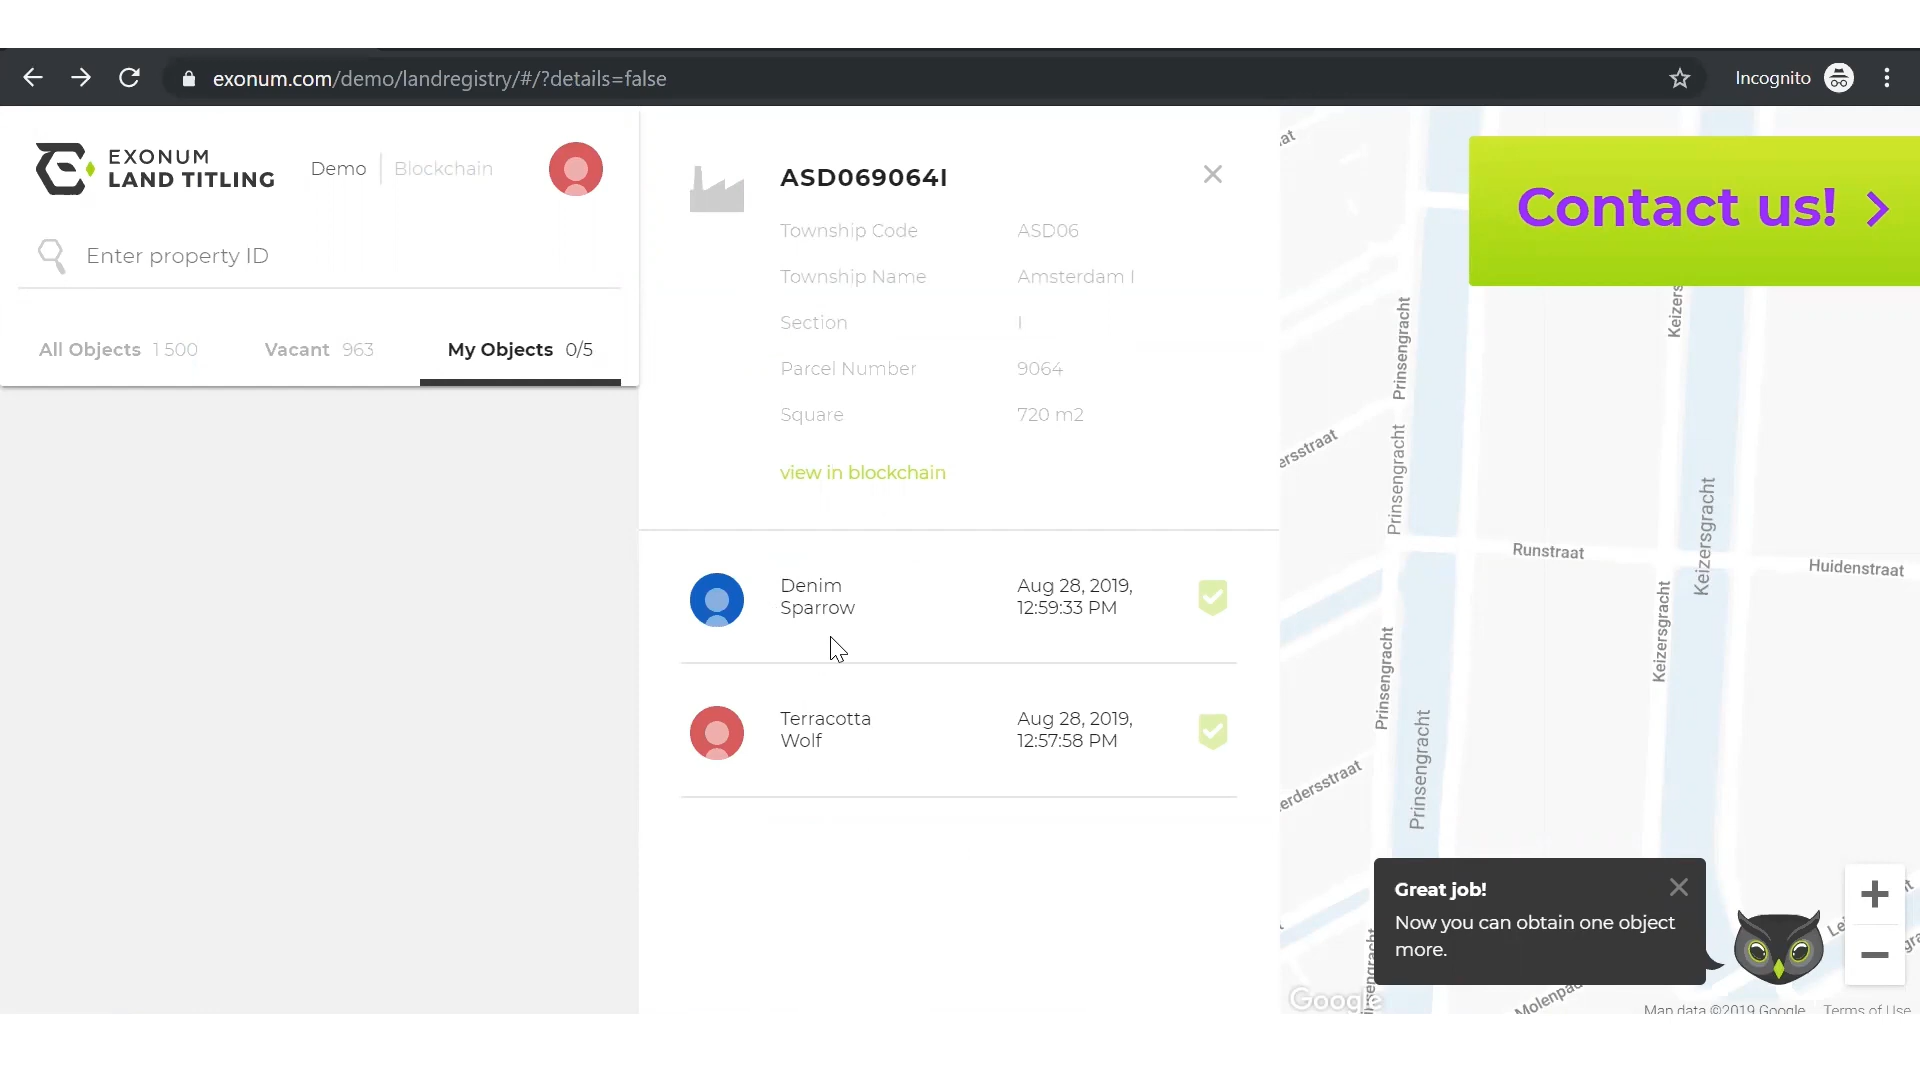 exonum.com/demo/landregistry/#/?details=false
Incognito
EXONUM
LAND TITLING
Demo
Blockchain
Enter property ID
All Objects 1 500
Vacant 963
My Objects 0/5
ASD069064I
Township Code ASD06
Township Name Amsterdam I
Section I
Parcel Number 9064
Square 720 m2
view in blockchain
Denim
Sparrow
Aug 28, 2019,
12:59:33 PM
Terracotta
Wolf
Aug 28, 2019,
12:57:58 PM
Contact us!
Prinsengracht
Prinsengracht
Prinsengracht
Prinsengracht
Runstraat
Keizersgracht
Keizersgracht
Huidenstraat
Great job!
Now you can obtain one object
more.
Google
Map data ©2019 Google
Terms of Use